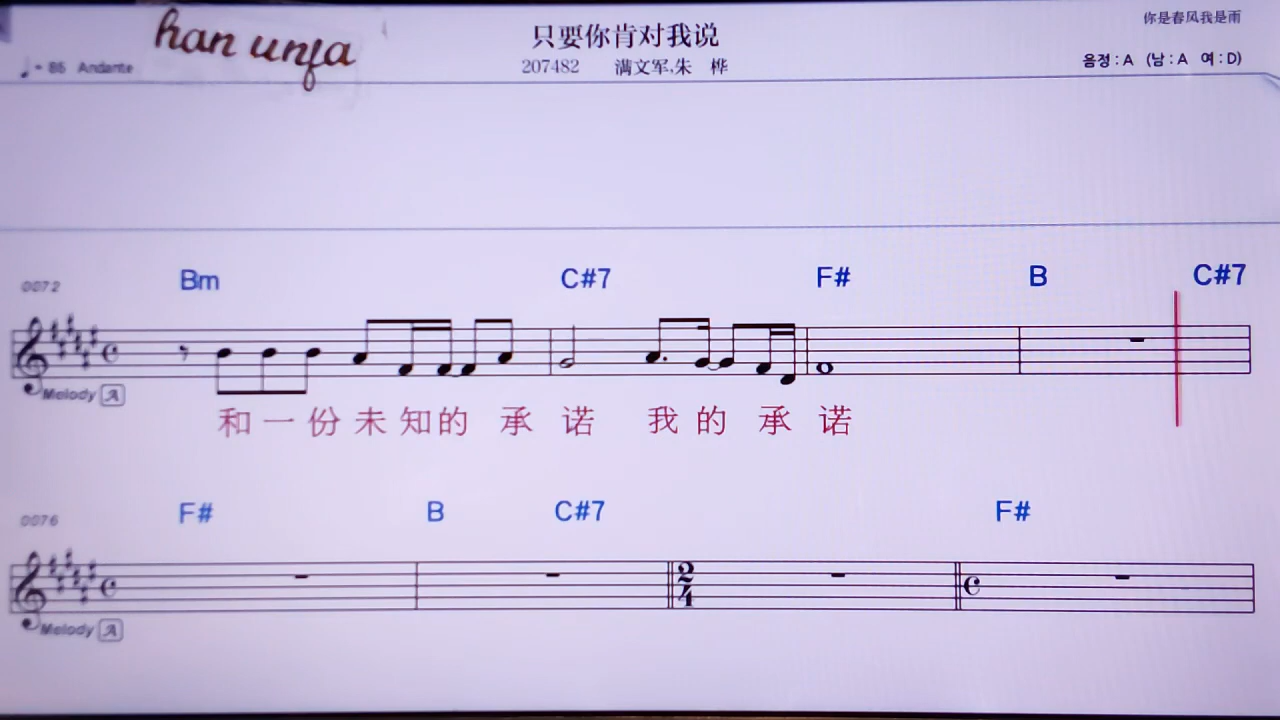 han unfa
只要你肯对我说
你是春风我是雨
♩= 86 Andante
207482 满文军,朱 桦
음정 : A (남 : A 여 : D)
0072 Bm C#7 F# B C#7
Melody A
和一份未知的 承 诺 我 的 承 诺
0076 F# B C#7 F#
2
4
Melody A